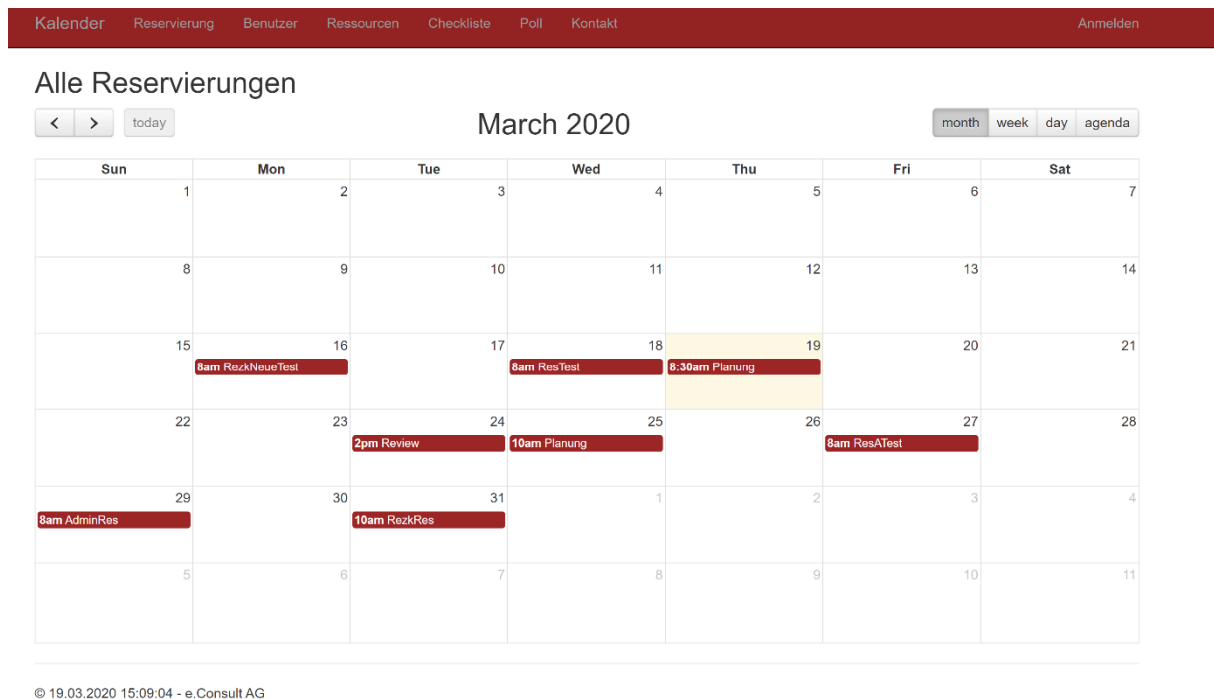 Kalender Reservierung Benutzer Ressourcen Checkliste Poll Kontakt Anmelden
Alle Reservierungen
today March 2020 month week day agenda
Sun Mon Tue Wed Thu Fri Sat
1 2 3 4 5 6 7
8 9 10 11 12 13 14
15 16 17 18 19 20 21
8am RezkNeueTest 8am ResTest 8:30am Planung
22 23 24 25 26 27 28
2pm Review 10am Planung 8am ResATest
29 30 31 1 2 3 4
8am AdminRes 10am RezkRes
5 6 7 8 9 10 11
© 19.03.2020 15:09:04 - e.Consult AG